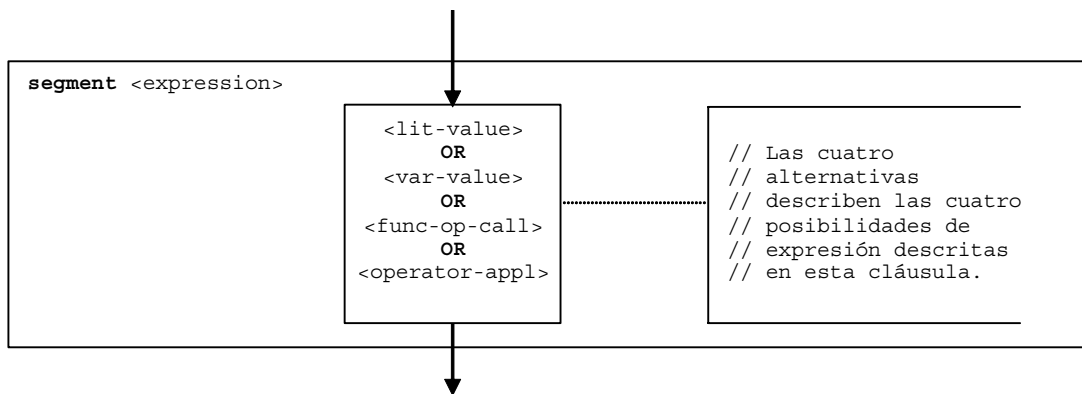 segment <expression>
<lit-value>
OR
<var-value>
OR
<func-op-call>
OR
<operator-appl>
// Las cuatro
// alternativas
// describen las cuatro
// posibilidades de
// expresión descritas
// en esta cláusula.